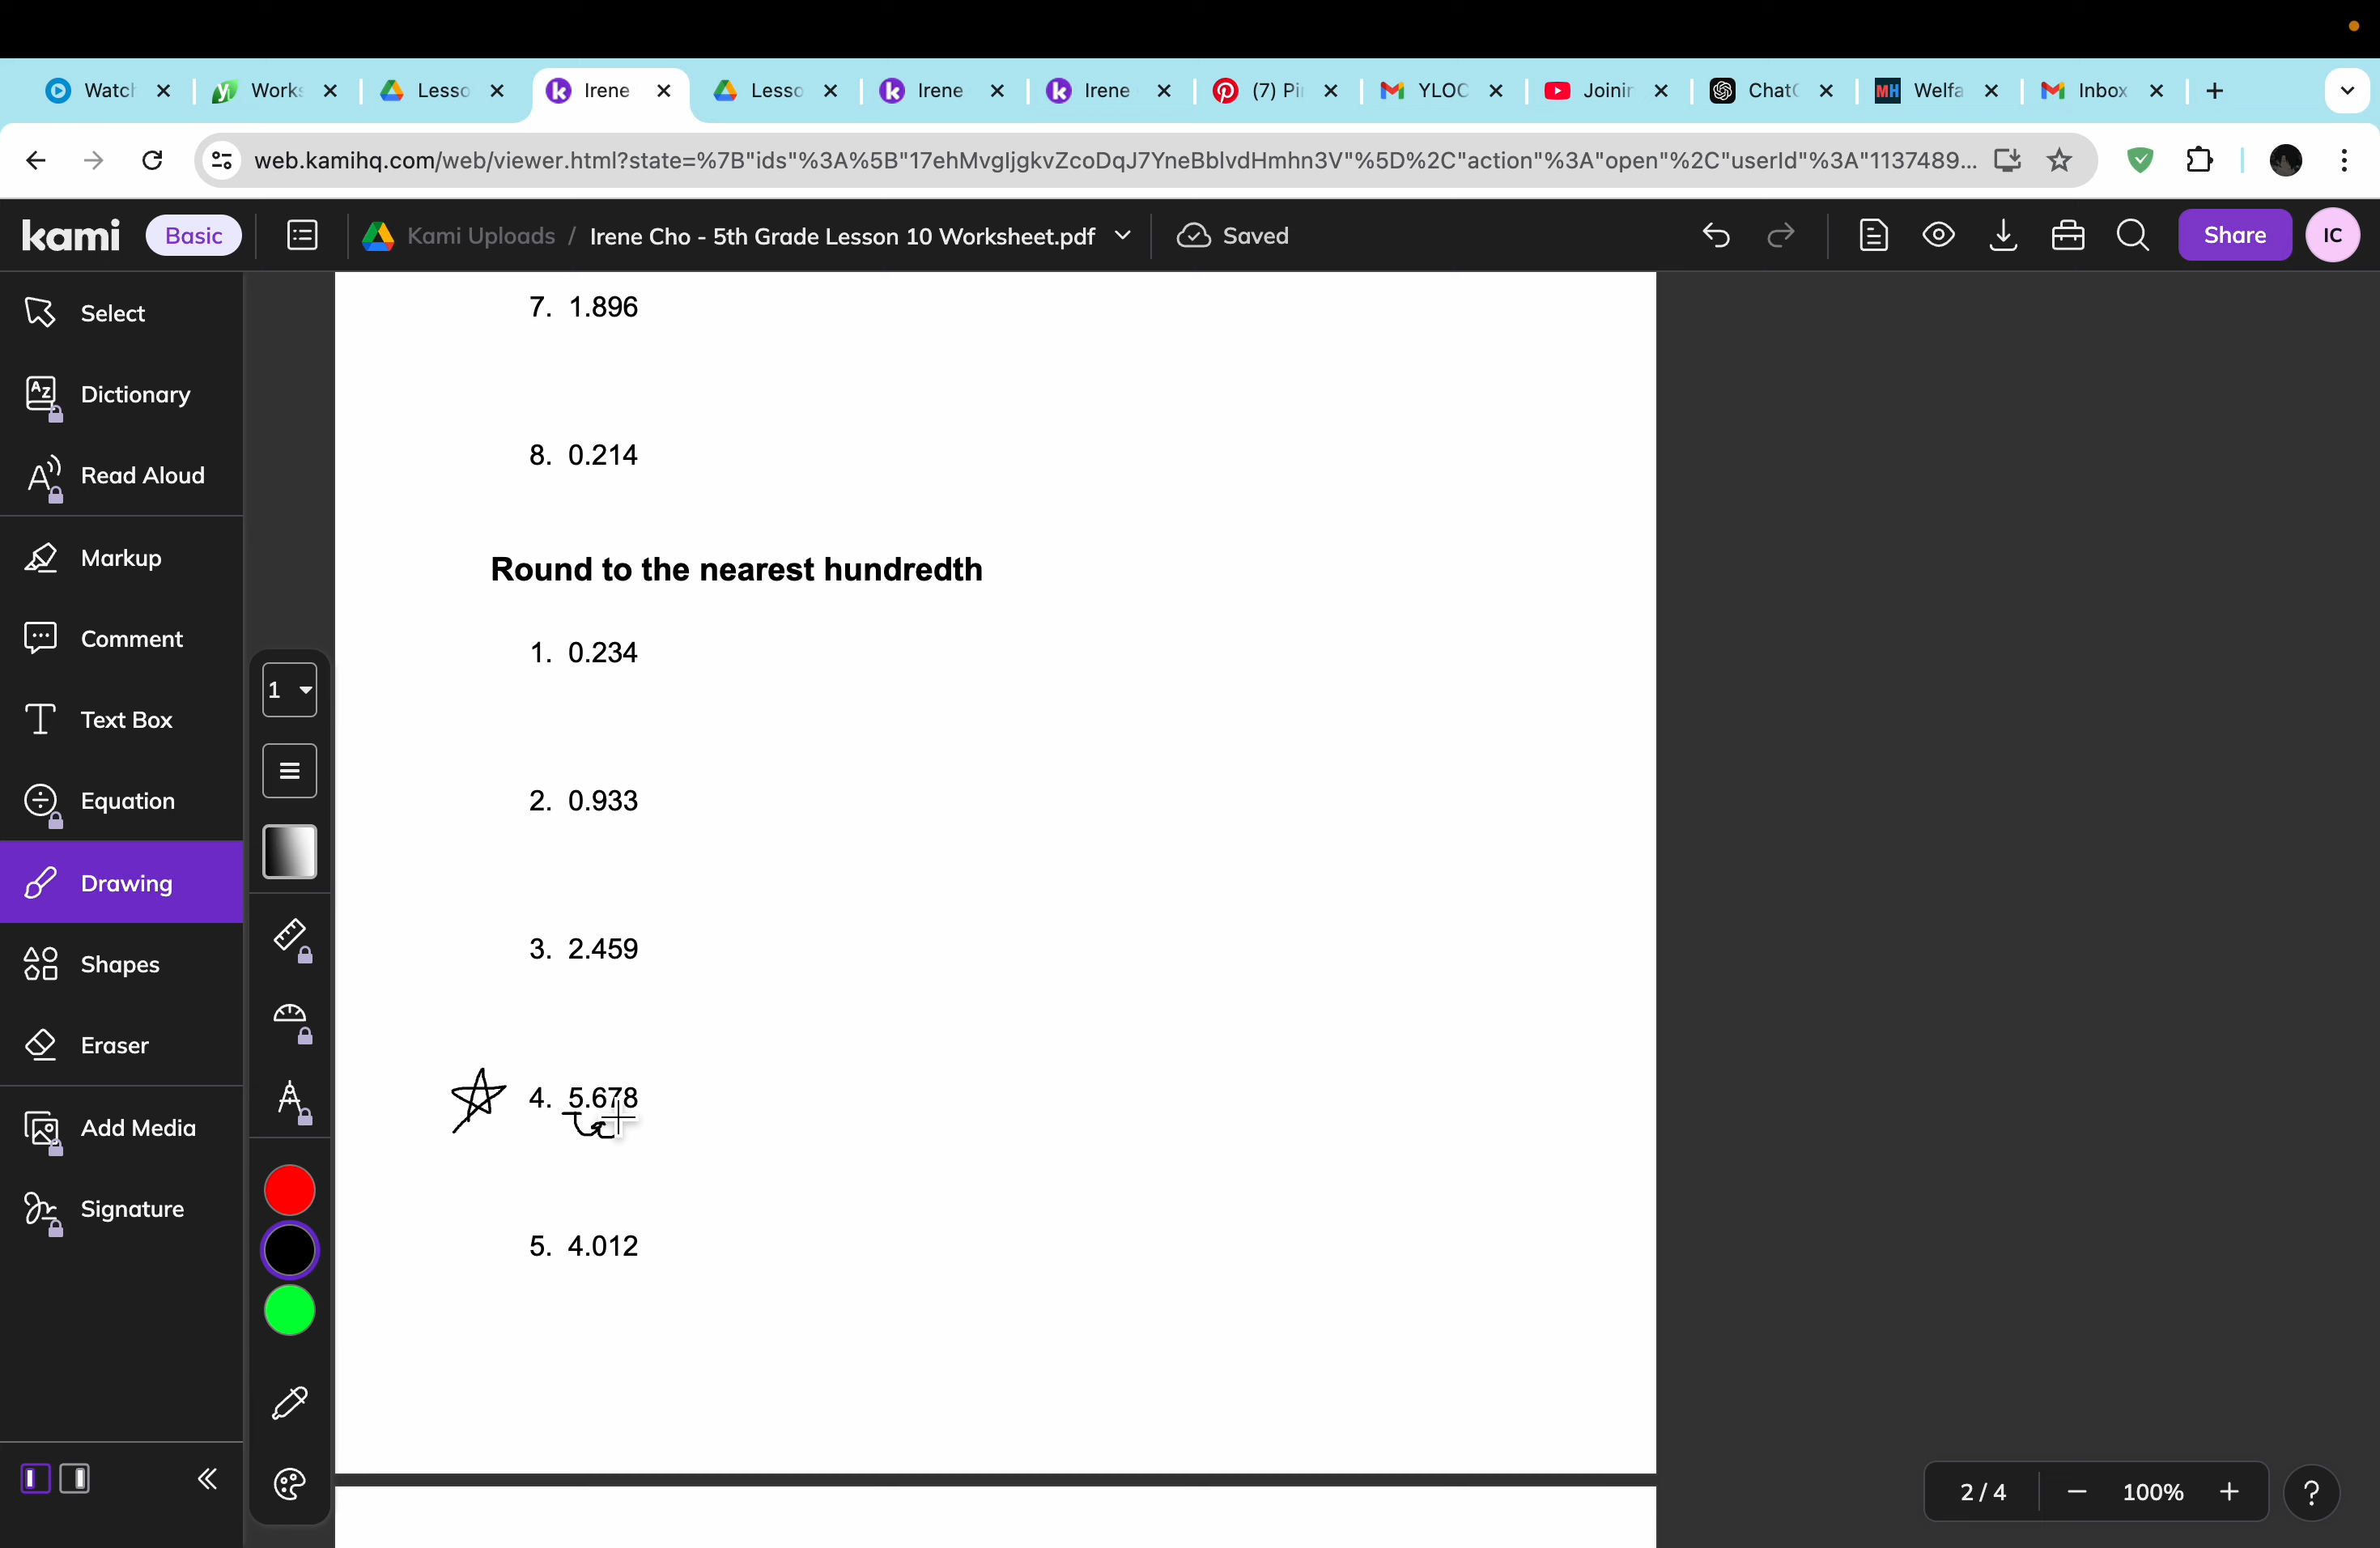 Watch
Works
Lesso
Irene
Lesso
Irene
Irene
(7) Pi
YLOC
Joinir
Chat
Welfa
Inbox
web.kamihq.com/web/viewer.html?state=%7B"ids"%3A%5B"17ehMvgljgkvZcoDqJ7YneBblvdHmhn3V"%5D%2C"action"%3A"open"%2C"userId"%3A"1137489...
kami
Basic
Kami Uploads / Irene Cho - 5th Grade Lesson 10 Worksheet.pdf
Saved
Share
IC
Select
Dictionary
Read Aloud
Markup
Comment
Text Box
Equation
Drawing
Shapes
Eraser
Add Media
Signature
1
7. 1.896
8. 0.214
Round to the nearest hundredth
1. 0.234
2. 0.933
3. 2.459
4. 5.678
5. 4.012
2 / 4
100%
?